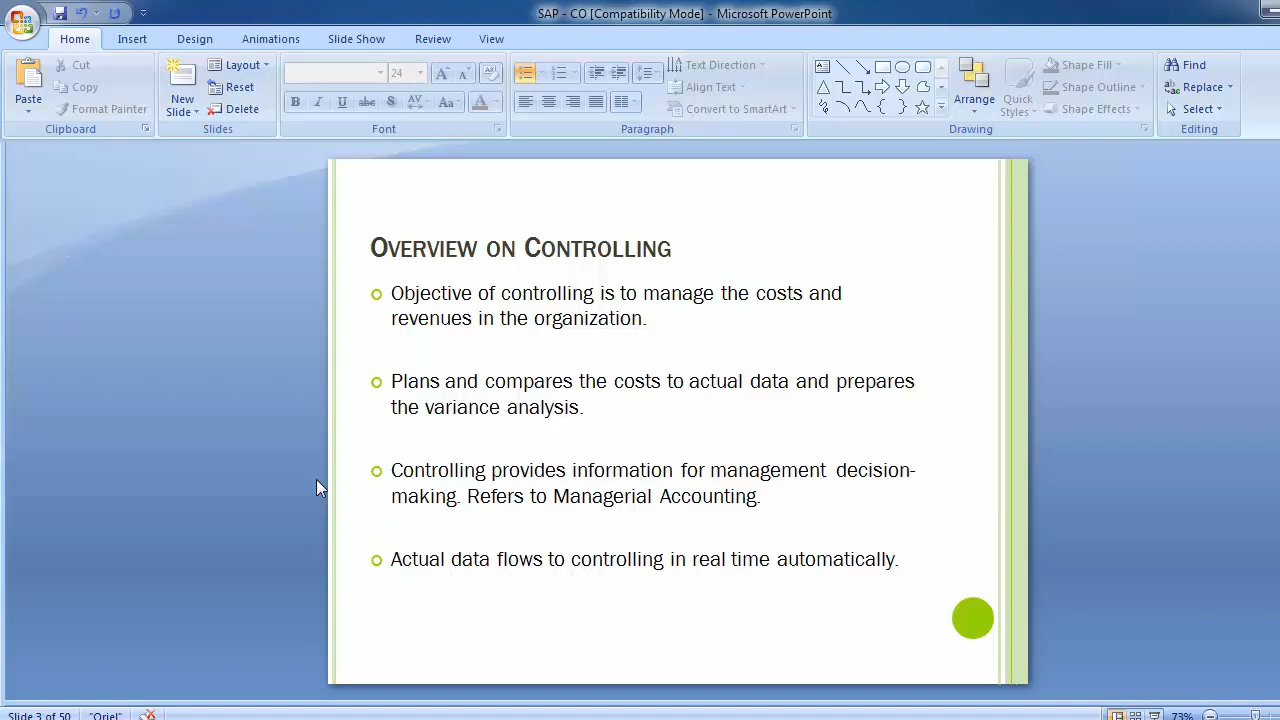 SAP - CO [Compatibility Mode] - Microsoft PowerPoint
Home Insert Design Animations Slide Show Review View
Paste
Cut
Copy
Format Painter
Clipboard
New Slide
Layout
Reset
Delete
Slides
24
B I U abc S AV Aa A
Font
Text Direction
Align Text
Convert to SmartArt
Paragraph
Arrange
Quick Styles
Shape Fill
Shape Outline
Shape Effects
Drawing
Find
Replace
Select
Editing
OVERVIEW ON CONTROLLING
Objective of controlling is to manage the costs and
revenues in the organization.
Plans and compares the costs to actual data and prepares
the variance analysis.
Controlling provides information for management decision-
making. Refers to Managerial Accounting.
Actual data flows to controlling in real time automatically.
Slide 3 of 50 "Oriel" 73%